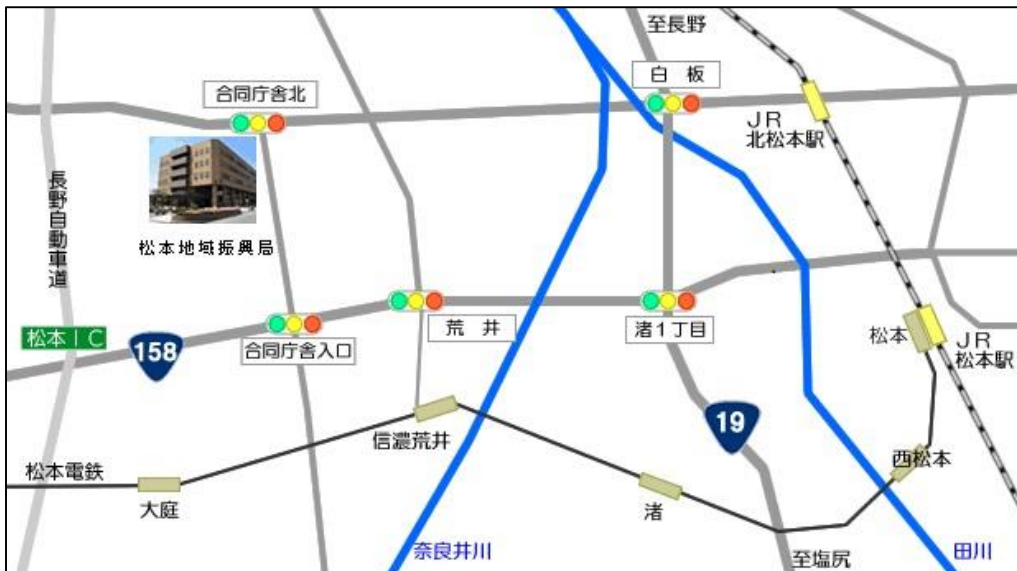 至長野
合同庁舎北
白 板
JR
北松本駅
長野自動車道
松本地域振興局
松本IC
158
合同庁舎入口
荒 井
渚1丁目
松本
JR
松本駅
19
信濃荒井
西松本
松本電鉄
大庭
渚
奈良井川
至塩尻
田川